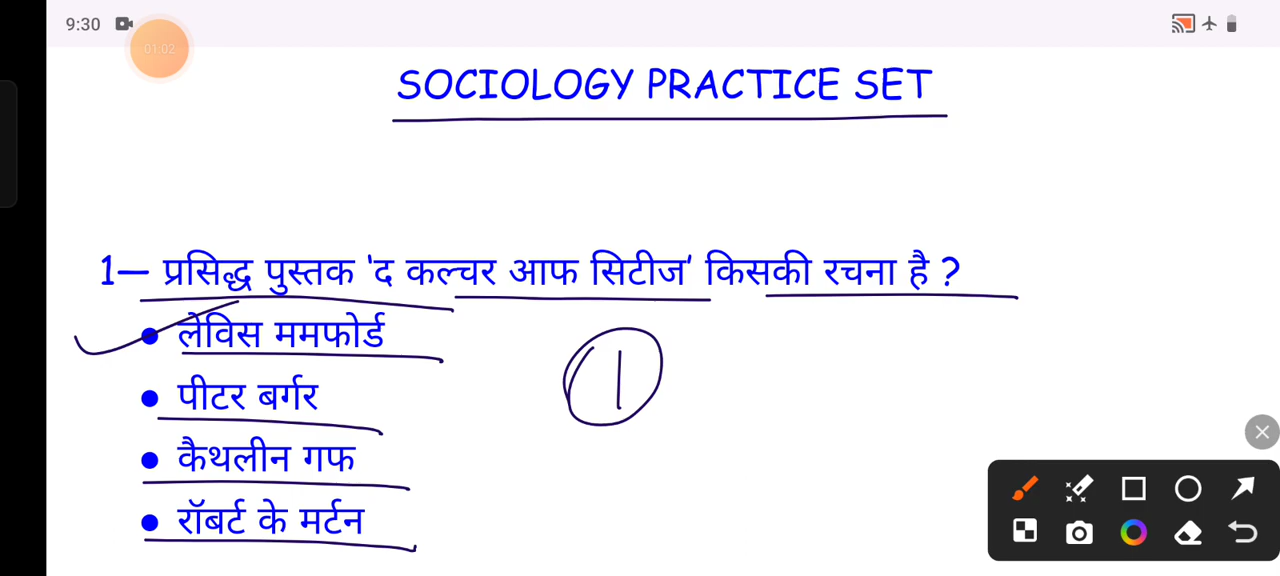 9:30
01:02
SOCIOLOGY PRACTICE SET
1— प्रसिद्ध पुस्तक 'द कल्चर आफ सिटीज' किसकी रचना है ?
● लेविस ममफोर्ड
1
● पीटर बर्गर
● कैथलीन गफ
● रॉबर्ट के मर्टन